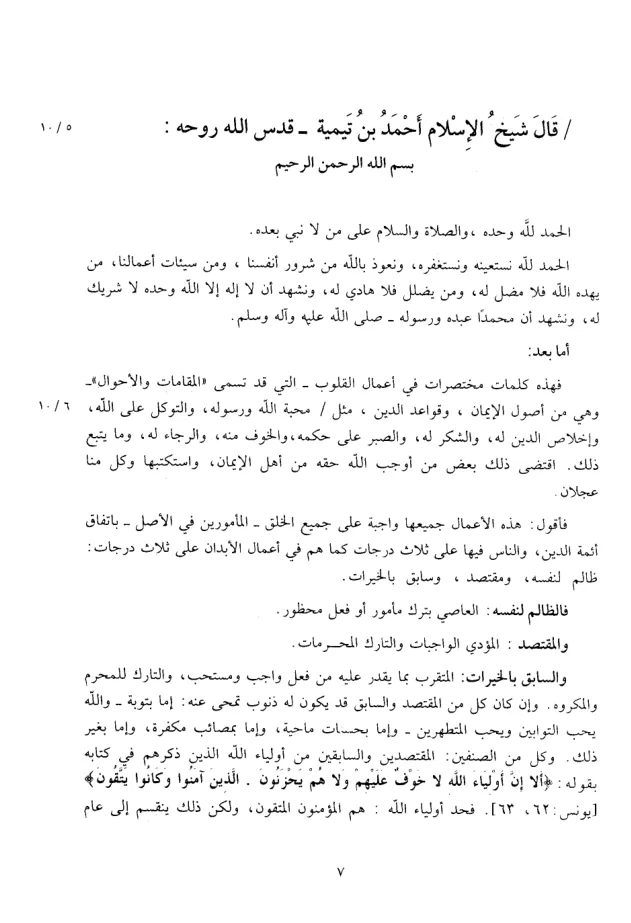 / قَالَ شَيخُ الإِسْلام أَحْمَدُ بنُ تَيمية ــ قدس الله روحه : ١٠/٥
بسم الله الرحمن الرحيم
الحمد للَّه وحده ،والصلاة والسلام على من لا نبي بعده.
الحمد للّه نستعينه ونستغفره، ونعوذ باللّه من شرور أنفسنا ، ومن سيئات أعمالنا، من
يهده اللّه فلا مضل له، ومن يضلل فلا هادي له، ونشهد أن لا إله إلا اللّه وحده لا شريك
له ، ونشهد أن محمدًا عبده ورسوله ــ صلى اللّه عليه وآله وسلم.
أما بعد:
فهذه كلمات مختصرات في أعمال القلوب ــ التي قد تسمى «المقامات والأحوال»ــ
وهي من أصول الإيمان ، وقواعد الدين ، مثل / محبة اللّه ورسوله، والتوكل على اللّه، ١٠/٦
وإخلاص الدين له، والشكر له، والصبر على حكمه،والخوف منه، والرجاء له، وما يتبع
ذلك. اقتضى ذلك بعض من أوجب اللّه حقه من أهل الإيمان، واستكتبها وكل منا
عجلان.
فأقول: هذه الأعمال جميعها واجبة على جميع الخلق ــ المأمورين في الأصل ــ باتفاق
أئمة الدين، والناس فيها على ثلاث درجات كما هم في أعمال الأبدان على ثلاث درجات:
ظالم لنفسه، ومقتصد ، وسابق بالخيرات.
فالظالم لنفسه: العاصي بترك مأمور أو فعل محظور.
والمقتصد : المؤدي الواجبات والتارك المحرمات.
والسابق بالخيرات: المتقرب بما يقدر عليه من فعل واجب ومستحب، والتارك للمحرم
والمكروه. وإن كان كل من المقتصد والسابق قد يكون له ذنوب تمحى عنه: إما بتوبة ــ واللّه
يحب التوابين ويحب المتطهرين ــ وإما بحسنات ماحية، وإما بمصائب مكفرة، وإما بغير
ذلك. وكل من الصنفين: المقتصدين والسابقين من أولياء اللّه الذين ذكرهم في كتابه
بقوله: ﴿أَلا إِنَّ أَوْلِيَاءَ اللَّهِ لا خَوْفٌ عَلَيْهِمْ وَلا هُمْ يَحْزَنُونَ . الَّذِينَ آمَنُوا وَكَانُوا يَتَّقُونَ﴾
[يونس:٦٢، ٦٣]. فحد أولياء اللّه : هم المؤمنون المتقون، ولكن ذلك ينقسم إلى عام
٧